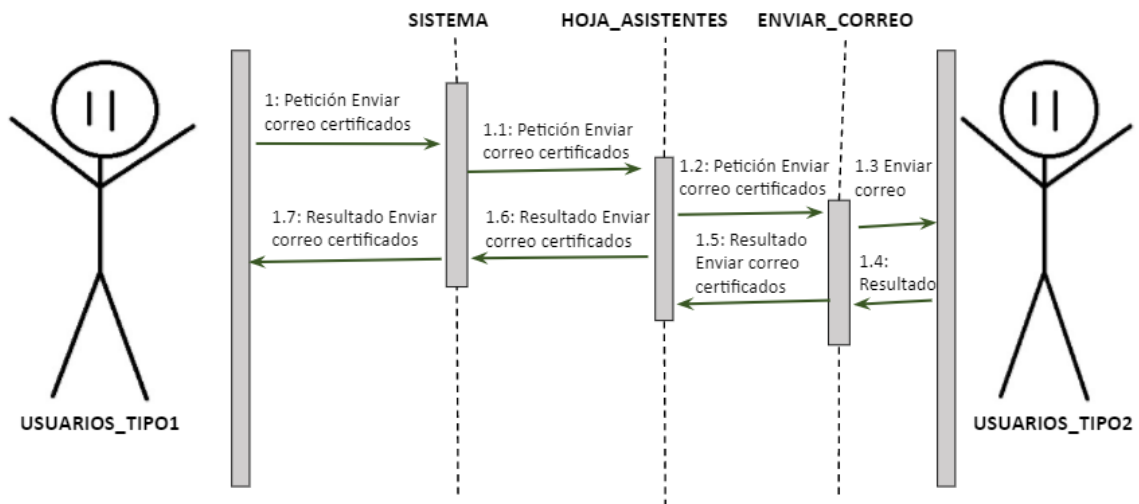 SISTEMA
HOJA_ASISTENTES
ENVIAR_CORREO
1: Petición Enviar
correo certificados
1.1: Petición Enviar
correo certificados
1.2: Petición Enviar
correo certificados
1.3 Enviar
correo
1.7: Resultado Enviar
correo certificados
1.6: Resultado Enviar
correo certificados
1.5: Resultado
Enviar correo
certificados
1.4:
Resultado
USUARIOS_TIPO1
USUARIOS_TIPO2